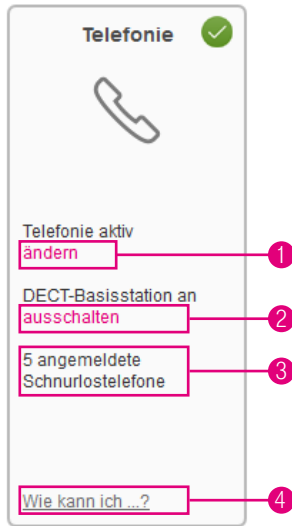 Telefonie
Telefonie aktiv
ändern
1
DECT-Basisstation an
ausschalten
2
5 angemeldete
3
Schnurlostelefone
Wie kann ich ...?
4